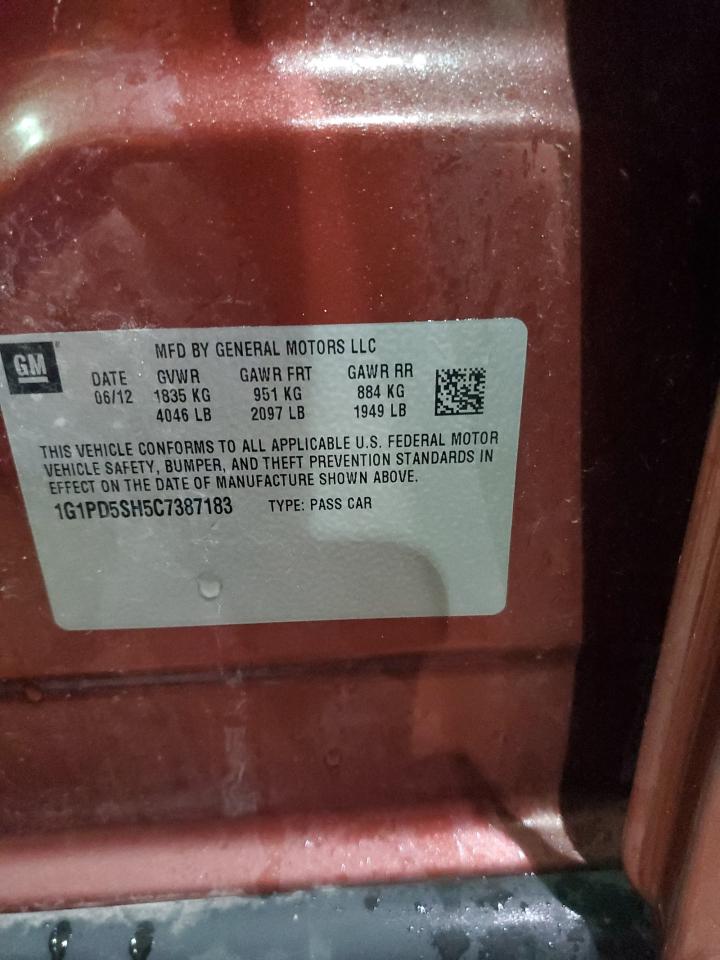 GM
MFD BY GENERAL MOTORS LLC
DATE GVWR GAWR FRT GAWR RR
06/12 1835 KG 951 KG 884 KG
4046 LB 2097 LB 1949 LB
THIS VEHICLE CONFORMS TO ALL APPLICABLE U.S. FEDERAL MOTOR
VEHICLE SAFETY, BUMPER, AND THEFT PREVENTION STANDARDS IN
EFFECT ON THE DATE OF MANUFACTURE SHOWN ABOVE.
1G1PD5SH5C7387183 TYPE: PASS CAR